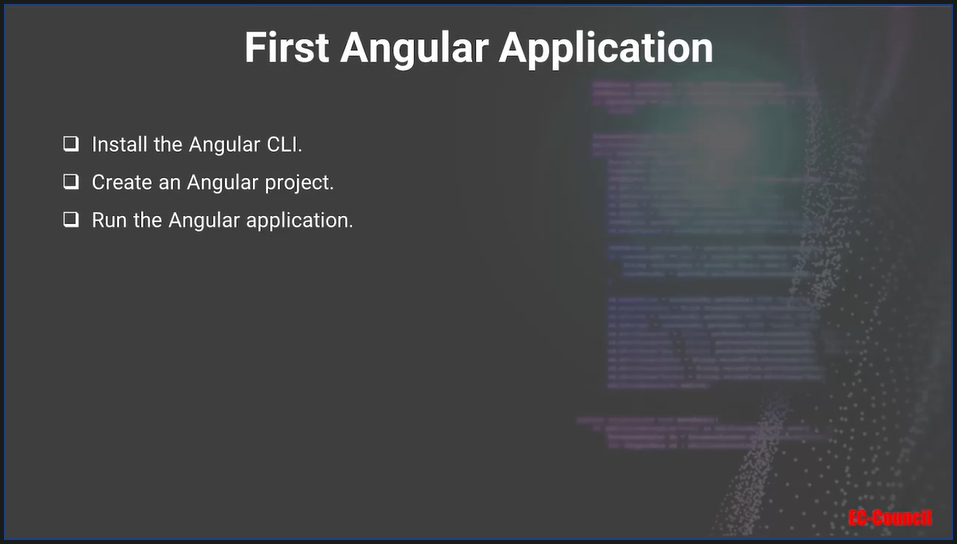 First Angular Application
Install the Angular CLI.
Create an Angular project.
Run the Angular application.
EC-Council